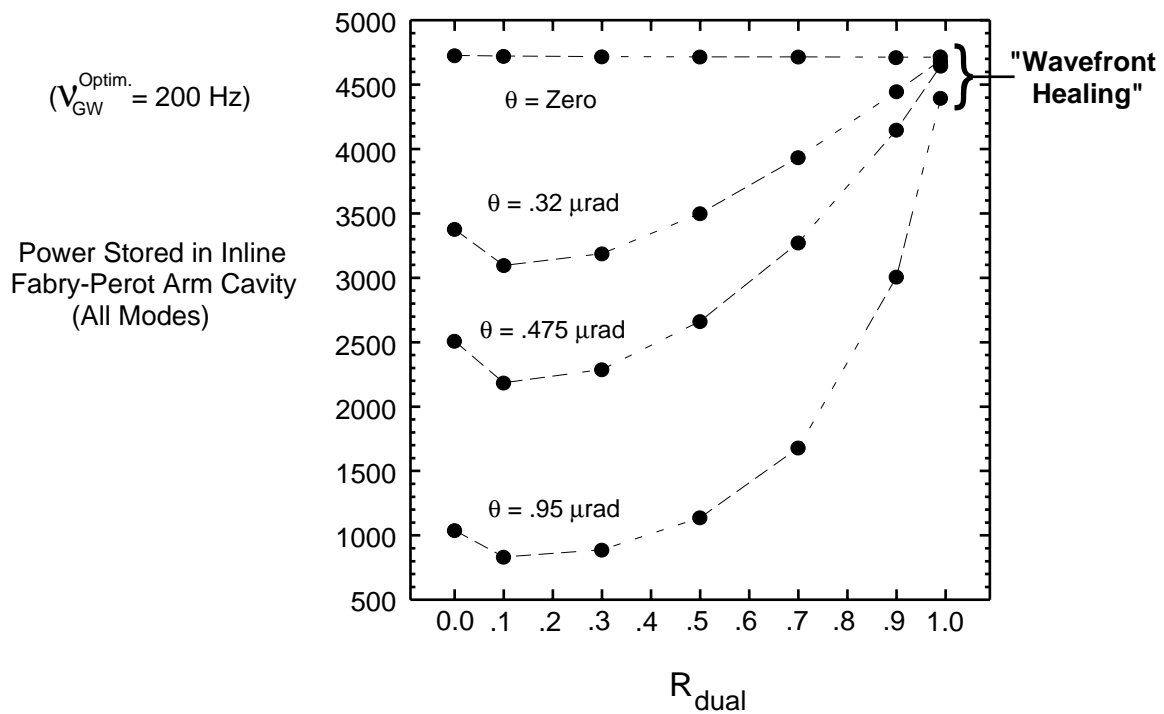 (νGW^Optim. = 200 Hz)
Power Stored in Inline
Fabry-Perot Arm Cavity
(All Modes)
5000
4500
4000
3500
3000
2500
2000
1500
1000
500
θ = Zero
θ = .32 μrad
θ = .475 μrad
θ = .95 μrad
"Wavefront
Healing"
0.0 .1 .2 .3 .4 .5 .6 .7 .8 .9 1.0
Rdual